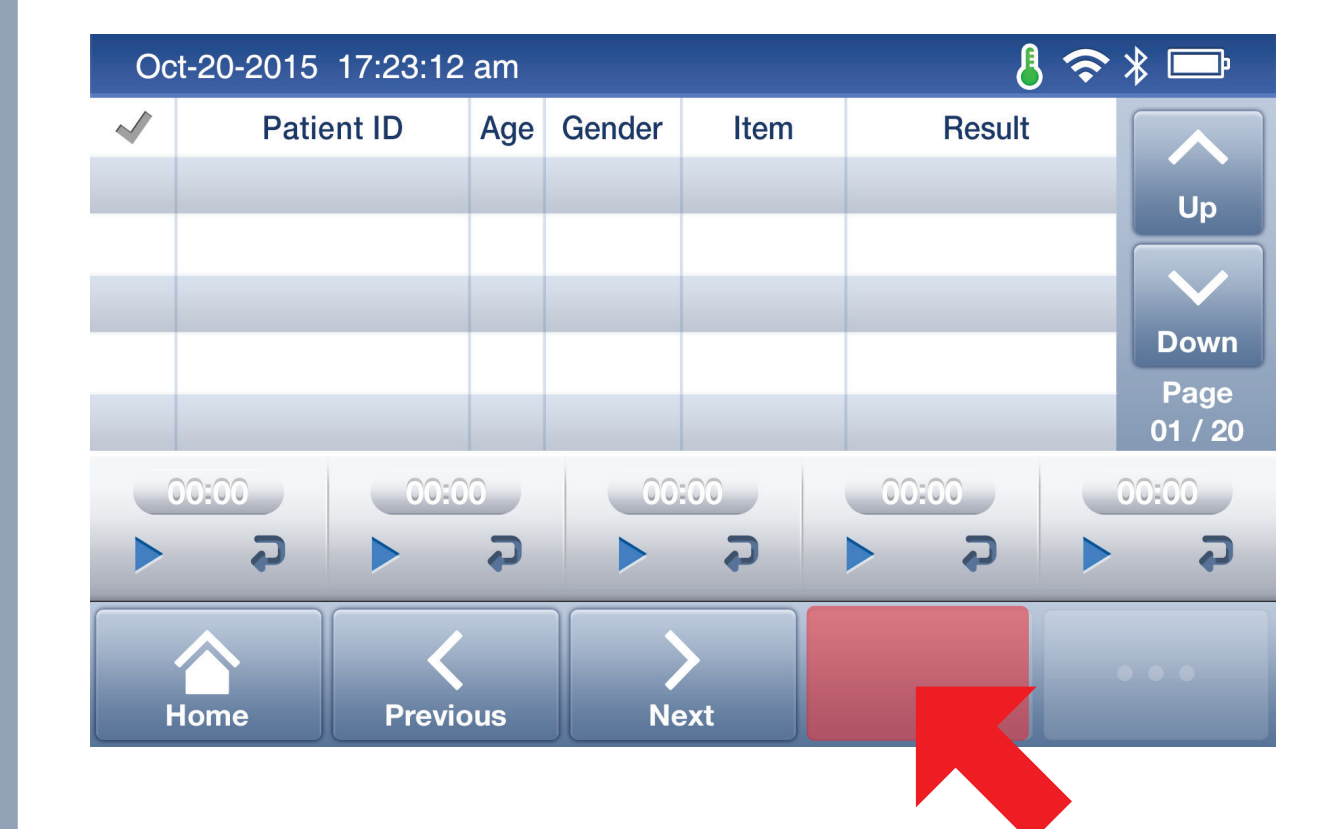 Oct-20-2015 17:23:12 am
Patient ID Age Gender Item Result
Up
Down
Page
01 / 20
00:00 00:00 00:00 00:00 00:00
Home Previous Next